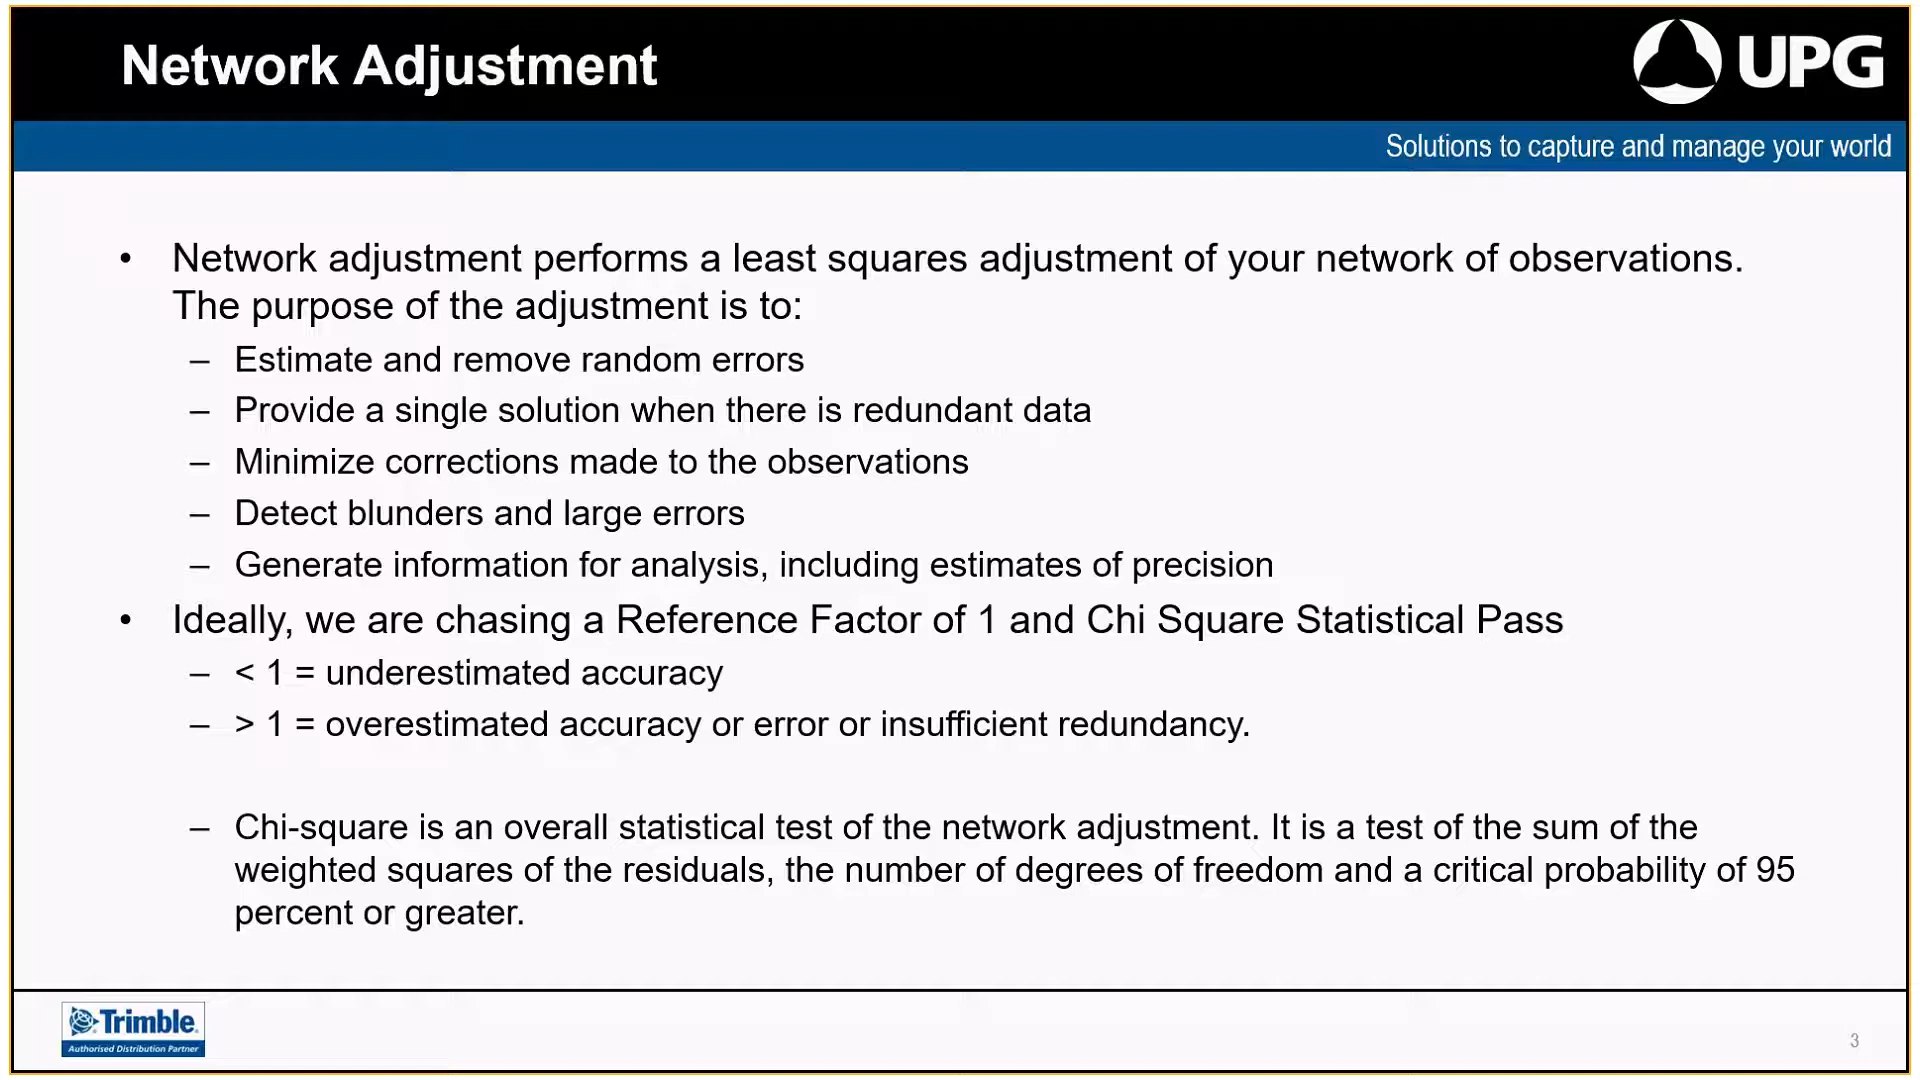 Network Adjustment
UPG
Solutions to capture and manage your world
• Network adjustment performs a least squares adjustment of your network of observations.
The purpose of the adjustment is to:
– Estimate and remove random errors
– Provide a single solution when there is redundant data
– Minimize corrections made to the observations
– Detect blunders and large errors
– Generate information for analysis, including estimates of precision
• Ideally, we are chasing a Reference Factor of 1 and Chi Square Statistical Pass
– < 1 = underestimated accuracy
– > 1 = overestimated accuracy or error or insufficient redundancy.
– Chi-square is an overall statistical test of the network adjustment. It is a test of the sum of the
weighted squares of the residuals, the number of degrees of freedom and a critical probability of 95
percent or greater.
Trimble.
Authorised Distribution Partner
3